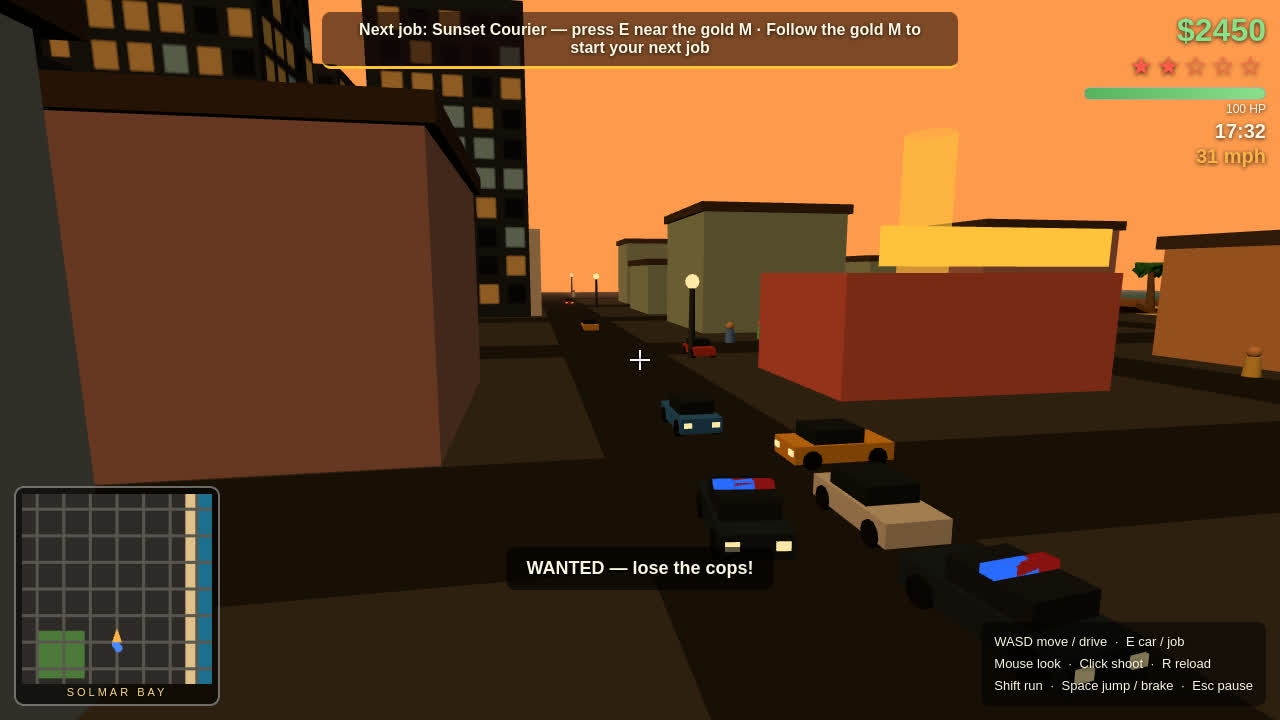 Next job: Sunset Courier — press E near the gold M · Follow the gold M to
start your next job
$2450
100 HP
17:32
31 mph
WANTED — lose the cops!
SOLMAR BAY
WASD move / drive · E car / job
Mouse look · Click shoot · R reload
Shift run · Space jump / brake · Esc pause